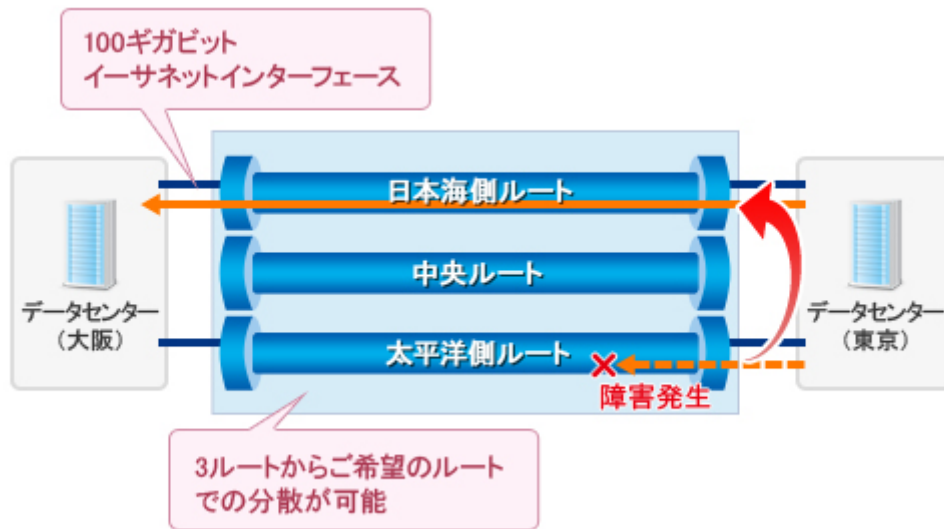 100ギガビット
イーサネットインターフェース
日本海側ルート
中央ルート
データセンター
(大阪)
データセンター
(東京)
太平洋側ルート
障害発生
3ルートからご希望のルート
での分散が可能